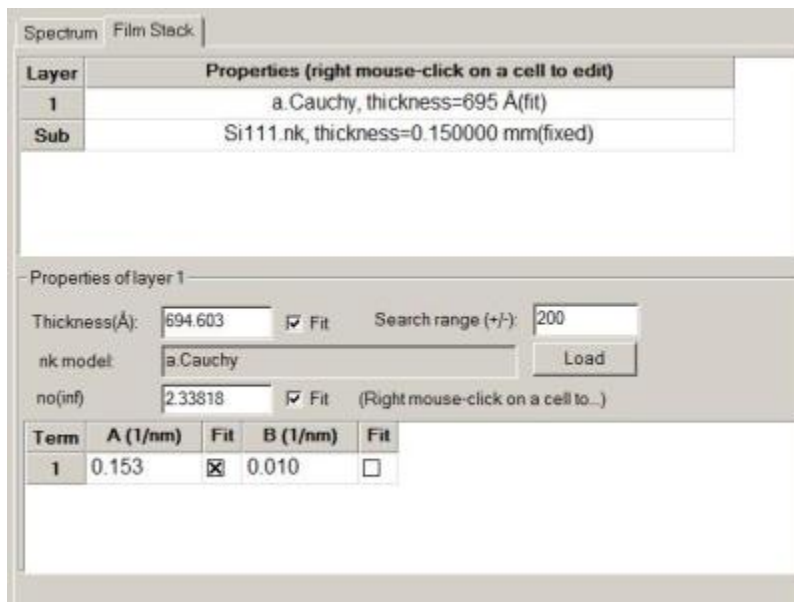 Spectrum Film Stack
Layer Properties (right mouse-click on a cell to edit)
1 a.Cauchy, thickness=695 Å(fit)
Sub Si111.nk, thickness=0.150000 mm(fixed)
Properties of layer 1
Thickness(Å): 694.603 Fit Search range (+/-): 200
nk model: a.Cauchy Load
no(inf) 2.33818 Fit (Right mouse-click on a cell to...)
Term A (1/nm) Fit B (1/nm) Fit
1 0.153 0.010